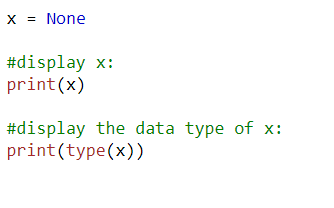 x = None
#display x:
print(x)
#display the data type of x:
print(type(x))